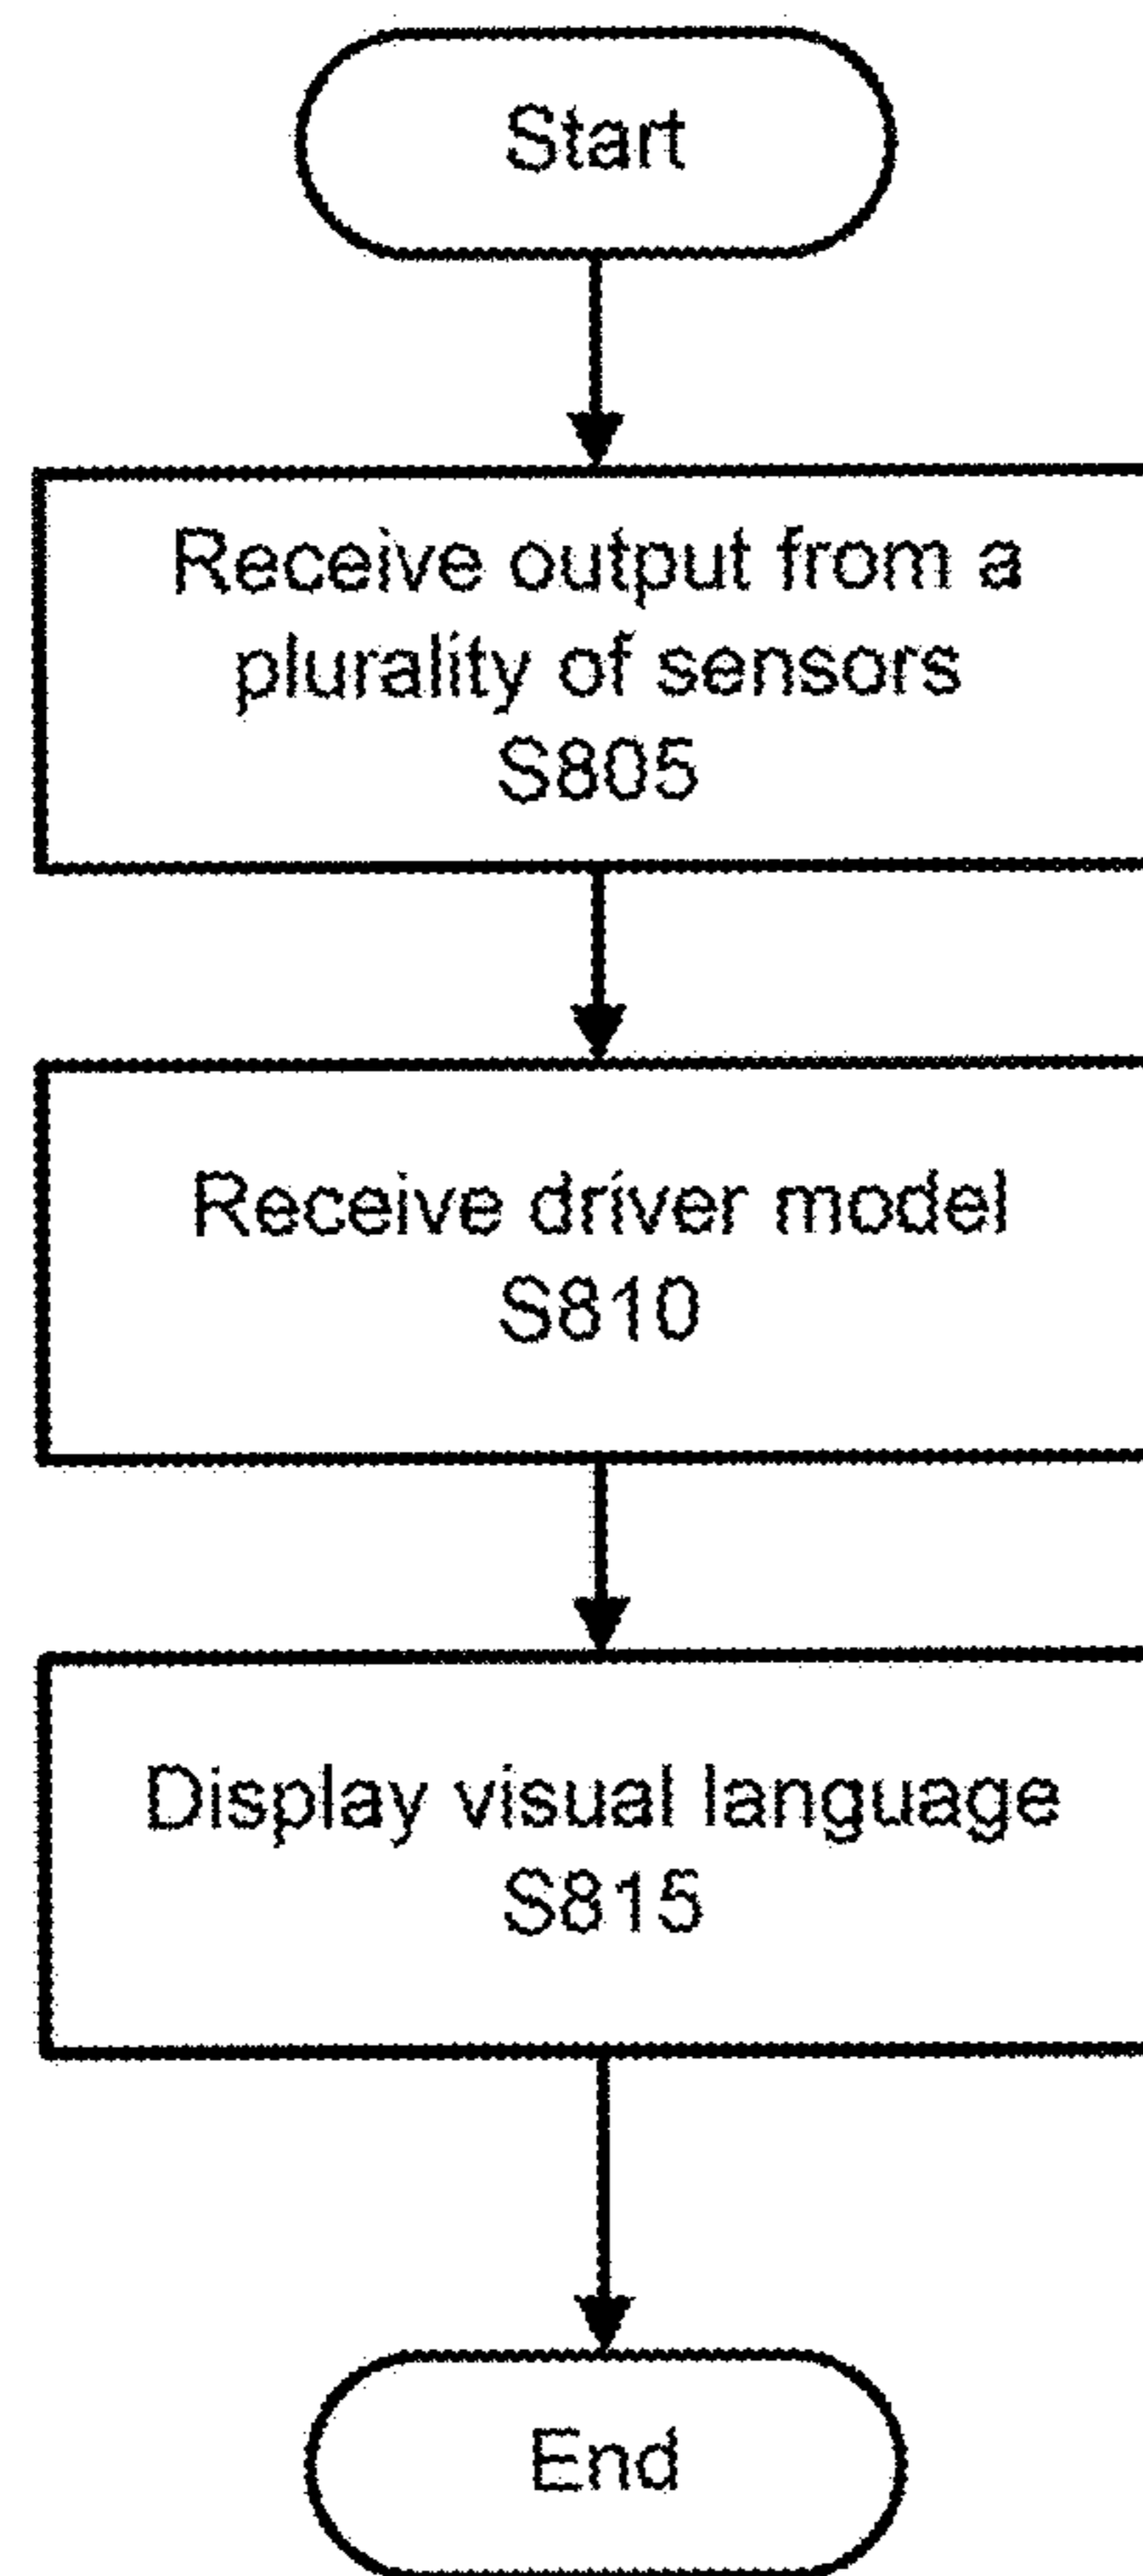 Start
Receive output from a
plurality of sensors
S805
Receive driver model
S810
Display visual language
S815
End